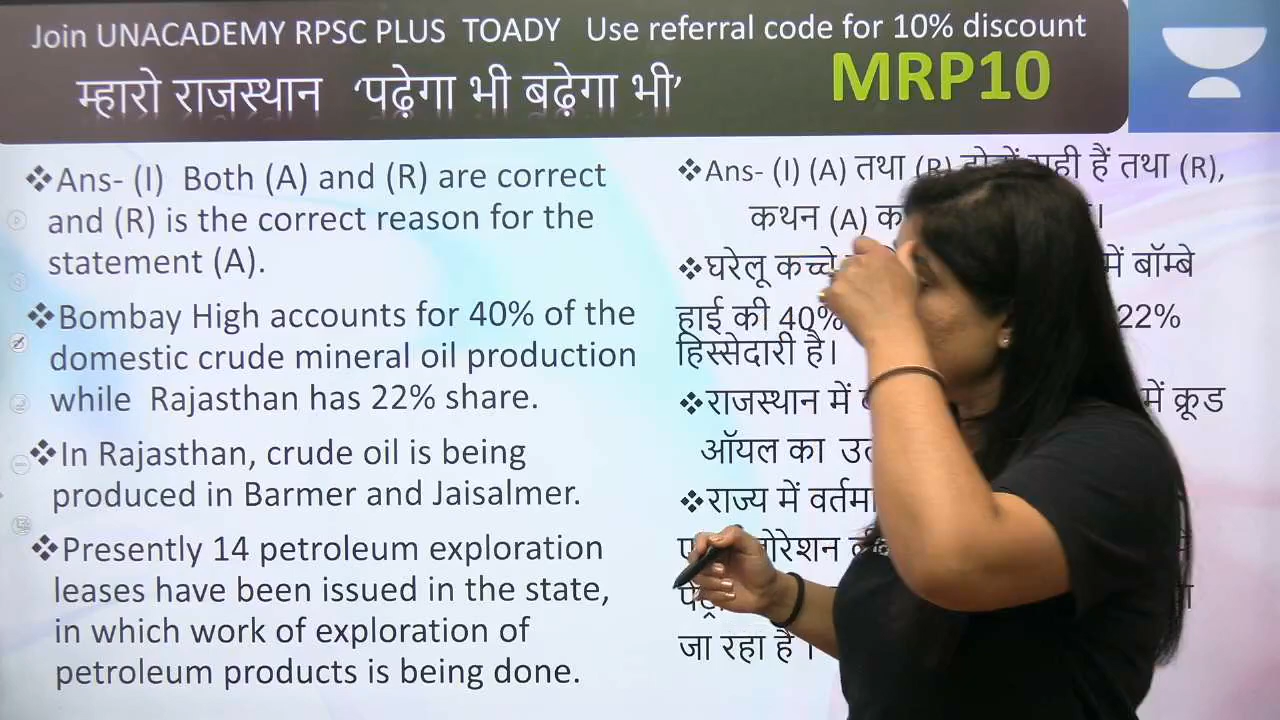 Join UNACADEMY RPSC PLUS TOADY Use referral code for 10% discount
म्हारो राजस्थान ‘पढ़ेगा भी बढ़ेगा भी’ MRP10
❖Ans- (I) Both (A) and (R) are correct
and (R) is the correct reason for the
statement (A).
❖Bombay High accounts for 40% of the
domestic crude mineral oil production
while Rajasthan has 22% share.
❖In Rajasthan, crude oil is being
produced in Barmer and Jaisalmer.
❖Presently 14 petroleum exploration
leases have been issued in the state,
in which work of exploration of
petroleum products is being done.
❖Ans- (I) (A) तथा (R) सही हैं तथा (R),
कथन (A)
❖घरेलू कच्चे में बॉम्बे
हाई की 40% 22%
हिस्सेदारी है।
❖राजस्थान में में क्रूड
ऑयल का
❖राज्य में
जा रहा है।